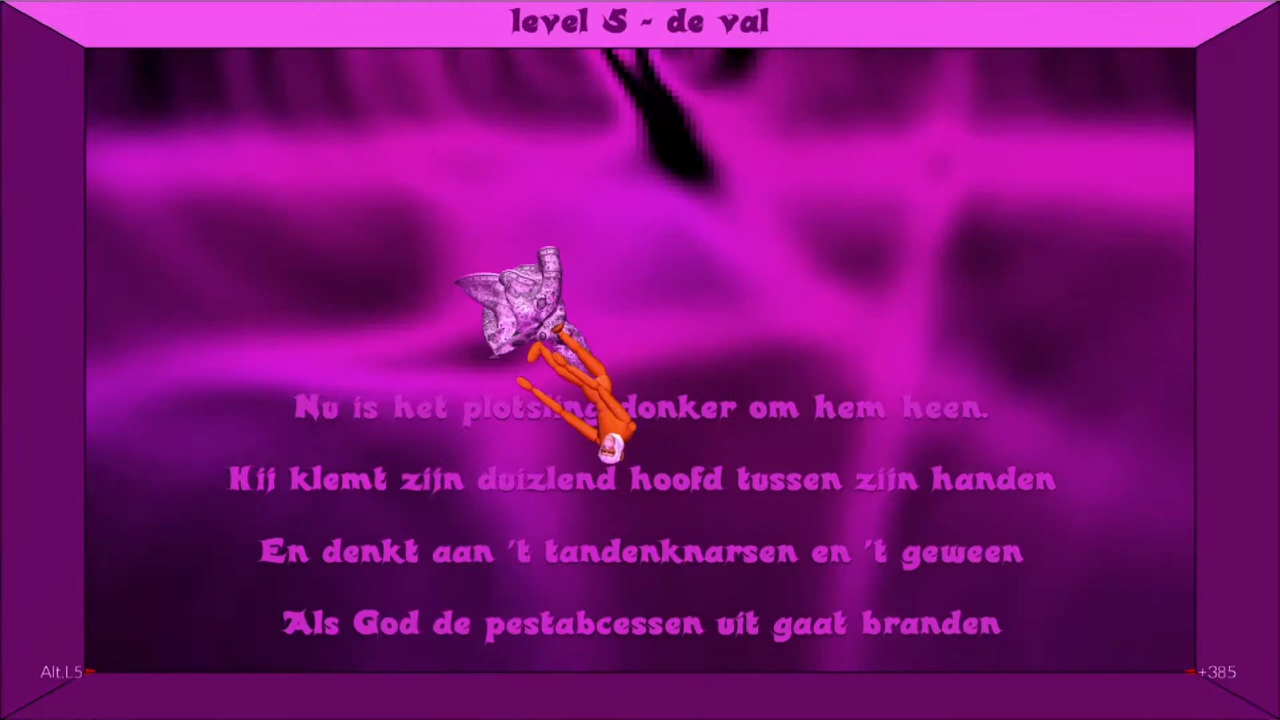 level 5 - de val
Nu is het plotsling donker om hem heen.
Hij klemt zijn duizlend hoofd tussen zijn handen
En denkt aan 't tandenknarsen en 't geween
Als God de pestabcessen uit gaat branden
Alt.L5
+385